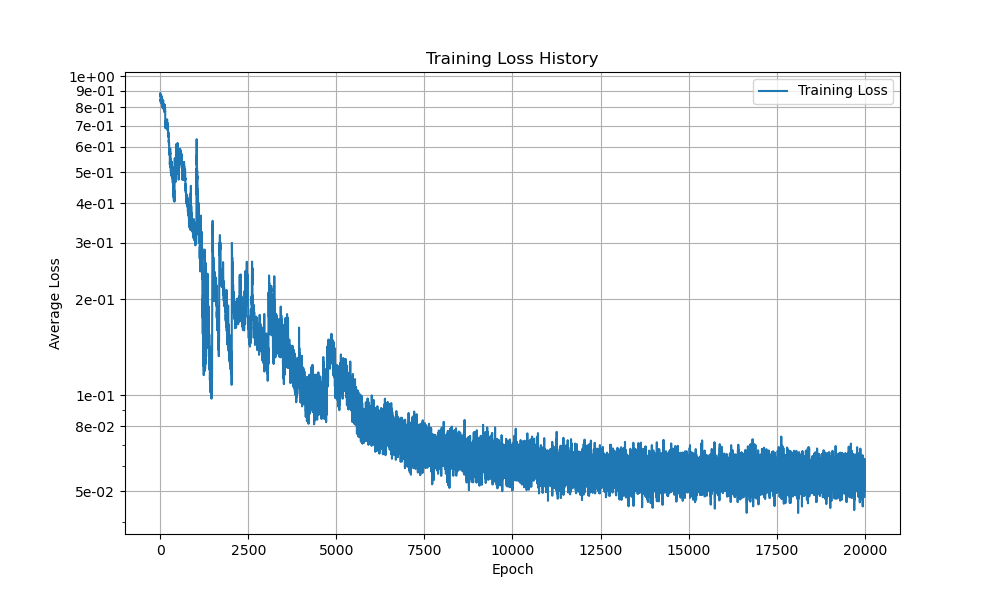 Training Loss History
1e+00
9e-01
8e-01
7e-01
6e-01
5e-01
4e-01
3e-01
2e-01
1e-01
8e-02
5e-02
Average Loss
Training Loss
0 2500 5000 7500 10000 12500 15000 17500 20000
Epoch